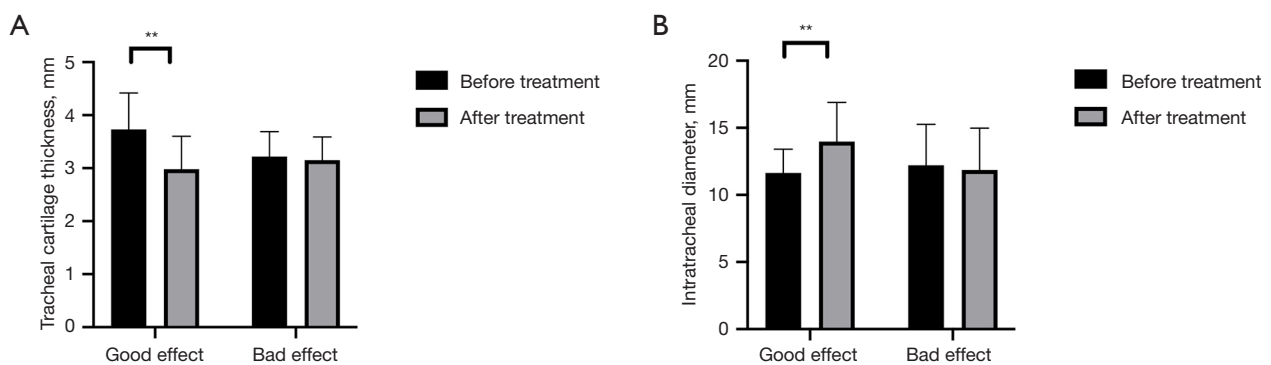 A
**
Tracheal cartilage thickness, mm
5
4
3
2
1
0
Good effect
Bad effect
Before treatment
After treatment
B
**
Intratracheal diameter, mm
20
15
10
5
0
Good effect
Bad effect
Before treatment
After treatment